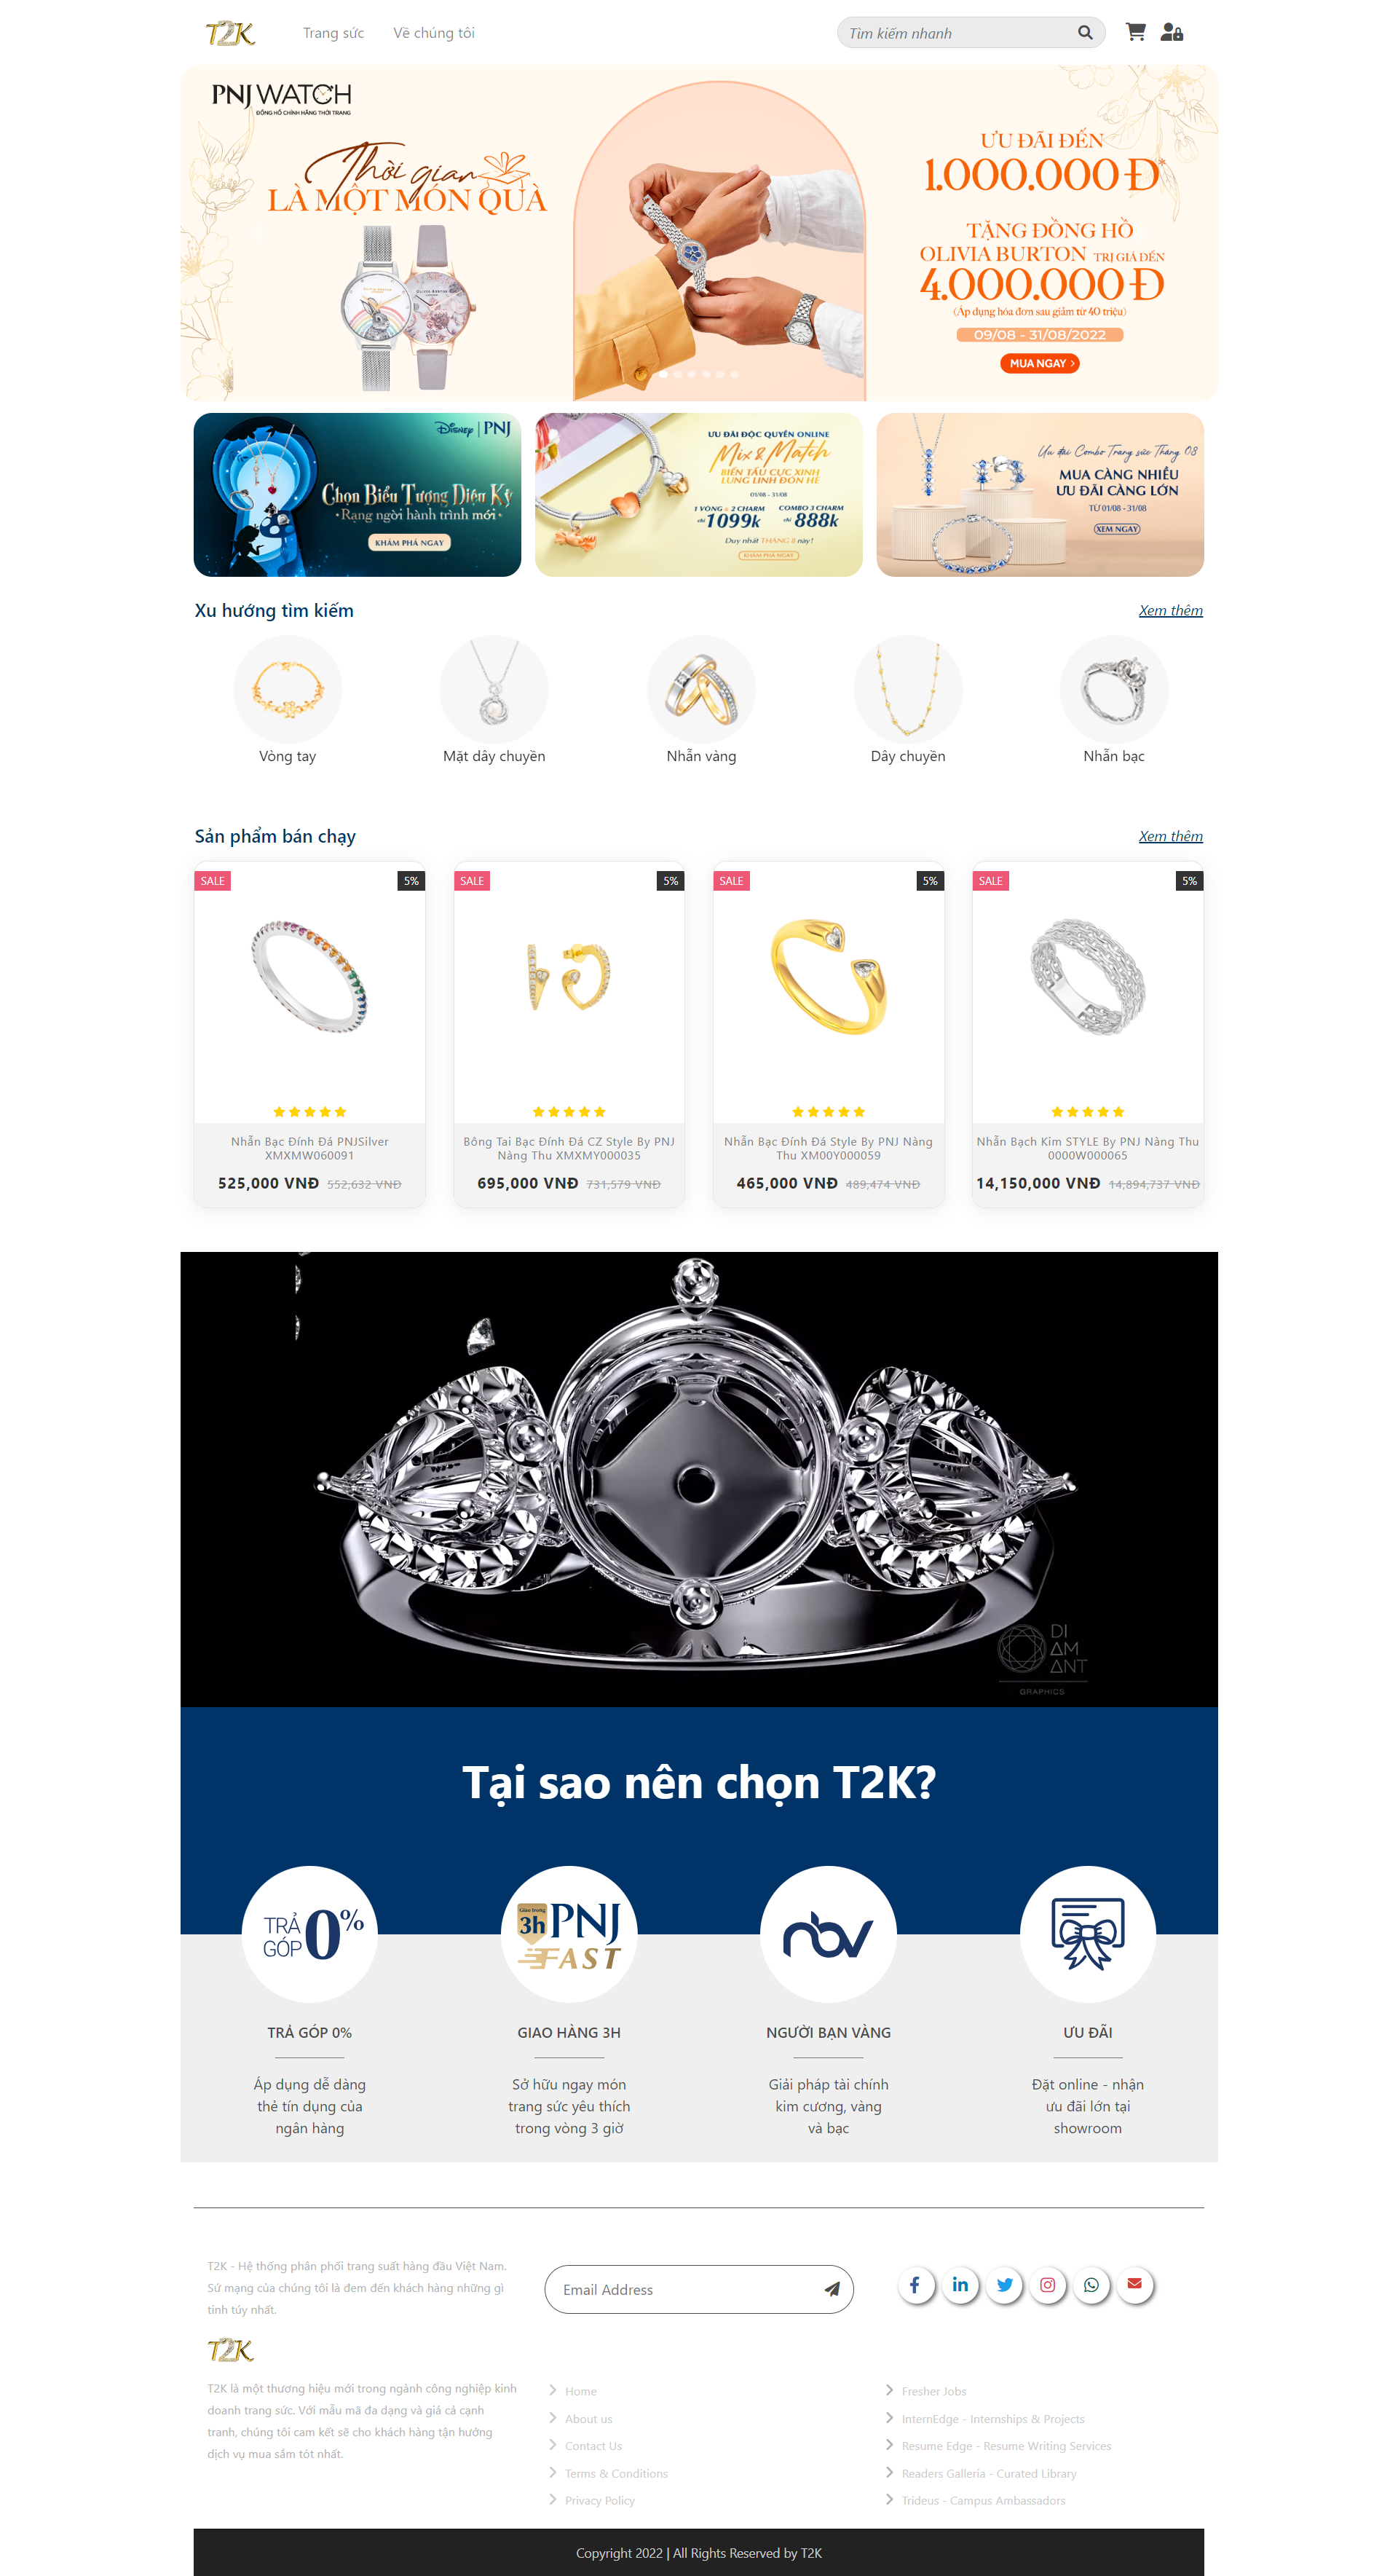 T2K
Trang sức
Về chúng tôi
Tìm kiếm nhanh
PNJ WATCH
ĐỒNG HỒ CHÍNH HÃNG THỜI TRANG
Thời gian
LÀ MỘT MÓN QUÀ
ƯU ĐÃI ĐẾN
1.000.000 Đ*
TẶNG ĐỒNG HỒ
OLIVIA BURTON TRỊ GIÁ ĐẾN
4.000.000 Đ
(Áp dụng hóa đơn sau giảm từ 40 triệu)
09/08 - 31/08/2022
MUA NGAY >
Disney | PNJ
Chọn Biểu Tượng Diệu Kỳ
•Rạng ngời hành trình mới•
KHÁM PHÁ NGAY
ƯU ĐÃI ĐỘC QUYỀN ONLINE
Mix & Match
BIẾN TẤU CỰC XINH
LUNG LINH ĐÓN HÈ
01/08 - 31/08
1 VÒNG & 2 CHARM
chỉ 1099k
COMBO 3 CHARM
chỉ 888k
Duy nhất THÁNG 8 này!
KHÁM PHÁ NGAY
Ưu đãi Combo Trang sức Tháng 08
MUA CÀNG NHIỀU
ƯU ĐÃI CÀNG LỚN
TỪ 01/08 - 31/08
XEM NGAY
Xu hướng tìm kiếm
Xem thêm
Vòng tay
Mặt dây chuyền
Nhẫn vàng
Dây chuyền
Nhẫn bạc
Sản phẩm bán chạy
Xem thêm
SALE
5%
SALE
5%
SALE
5%
SALE
5%
Nhẫn Bạc Đính Đá PNJSilver
XMXMW060091
525,000 VNĐ 552,632 VNĐ
Bông Tai Bạc Đính Đá CZ Style By PNJ
Nàng Thu XMXMY000035
695,000 VNĐ 731,579 VNĐ
Nhẫn Bạc Đính Đá Style By PNJ Nàng
Thu XM00Y000059
465,000 VNĐ 489,474 VNĐ
Nhẫn Bạch Kim STYLE By PNJ Nàng Thu
0000W000065
14,150,000 VNĐ 14,894,737 VNĐ
DI
AM
ANT
GRAPHICS
Tại sao nên chọn T2K?
TRẢ
GÓP 0%
Giao trong
3h PNJ
FAST
nbv
TRẢ GÓP 0%
Áp dụng dễ dàng
thẻ tín dụng của
ngân hàng
GIAO HÀNG 3H
Sở hữu ngay món
trang sức yêu thích
trong vòng 3 giờ
NGƯỜI BẠN VÀNG
Giải pháp tài chính
kim cương, vàng
và bạc
ƯU ĐÃI
Đặt online - nhận
ưu đãi lớn tại
showroom
T2K - Hệ thống phân phối trang suất hàng đầu Việt Nam.
Sứ mạng của chúng tôi là đem đến khách hàng những gì
tinh túy nhất.
Email Address
T2K
T2K là một thương hiệu mới trong ngành công nghiệp kinh
doanh trang sức. Với mẫu mã đa dạng và giá cả cạnh
tranh, chúng tôi cam kết sẽ cho khách hàng tận hưởng
dịch vụ mua sắm tót nhất.
Home
About us
Contact Us
Terms & Conditions
Privacy Policy
Fresher Jobs
InternEdge - Internships & Projects
Resume Edge - Resume Writing Services
Readers Galleria - Curated Library
Trideus - Campus Ambassadors
Copyright 2022 | All Rights Reserved by T2K